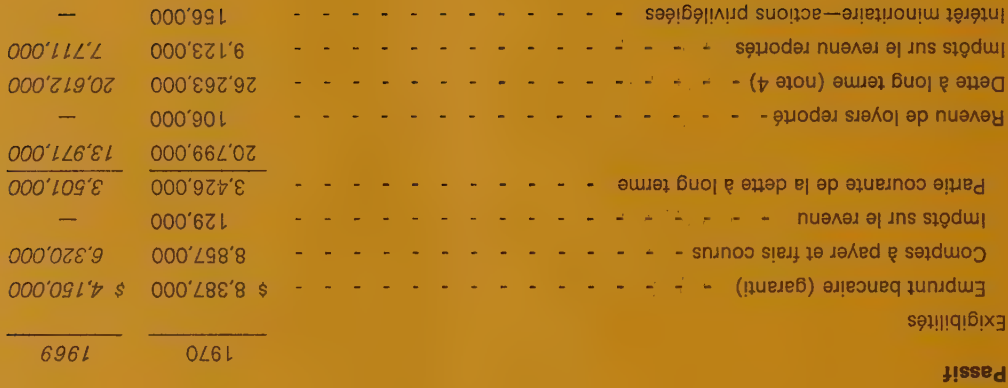 Passif
1970 1969
Exigibilités
Emprunt bancaire (garanti) - - - - - - - - - - - - - - $ 8,387,000 $ 4,150,000
Comptes à payer et frais courus - - - - - - - - - - - - - - 8,857,000 6,320,000
Impôts sur le revenu - - - - - - - - - - - - - - 129,000 —
Partie courante de la dette à long terme - - - - - - - - - - - - - 3,426,000 3,501,000
20,799,000 13,971,000
Revenu de loyers reporté - - - - - - - - - - - - - - 106,000 —
Dette à long terme (note 4) - - - - - - - - - - - - - - 26,263,000 20,612,000
Impôts sur le revenu reportés - - - - - - - - - - - - - - 9,123,000 7,711,000
Intérêt minoritaire—actions privilégiées - - - - - - - - - - - - - - 156,000 —